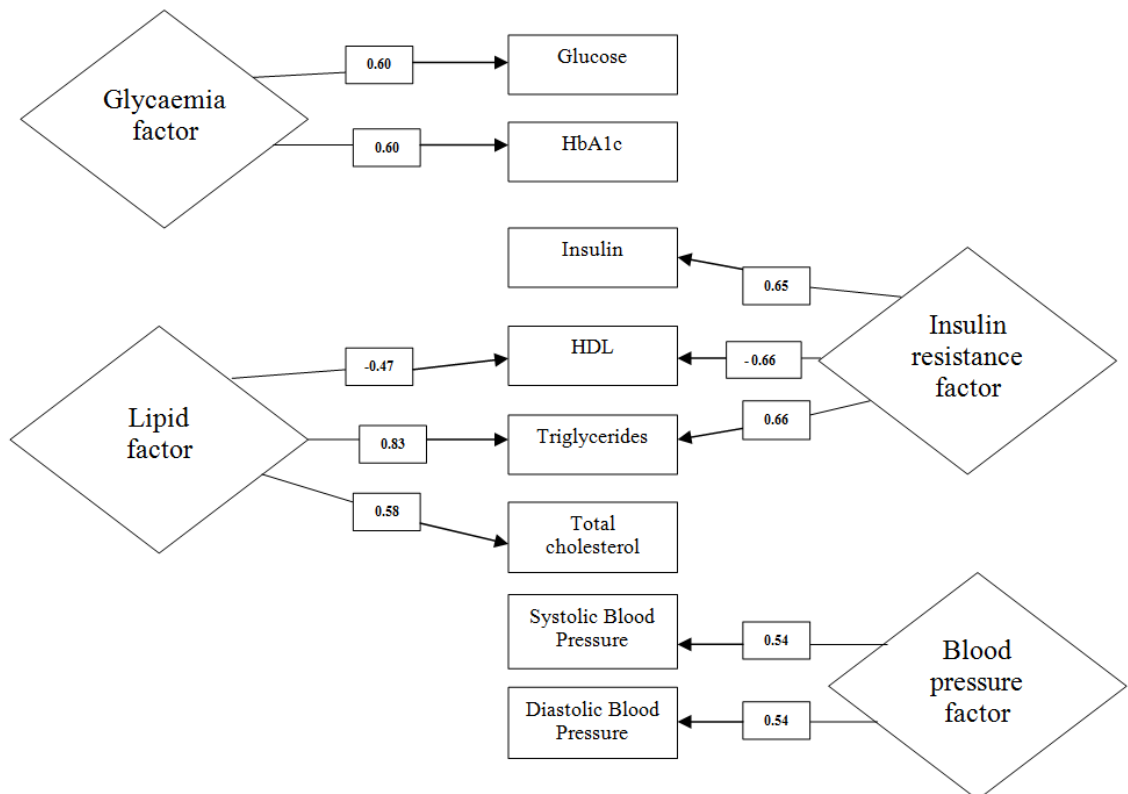 Glycaemia
factor
0.60
Glucose
0.60
HbA1c
Insulin
0.65
Insulin
resistance
factor
Lipid
factor
-0.47
HDL
-0.66
0.83
Triglycerides
0.66
0.58
Total
cholesterol
Systolic Blood
Pressure
0.54
Blood
pressure
factor
Diastolic Blood
Pressure
0.54